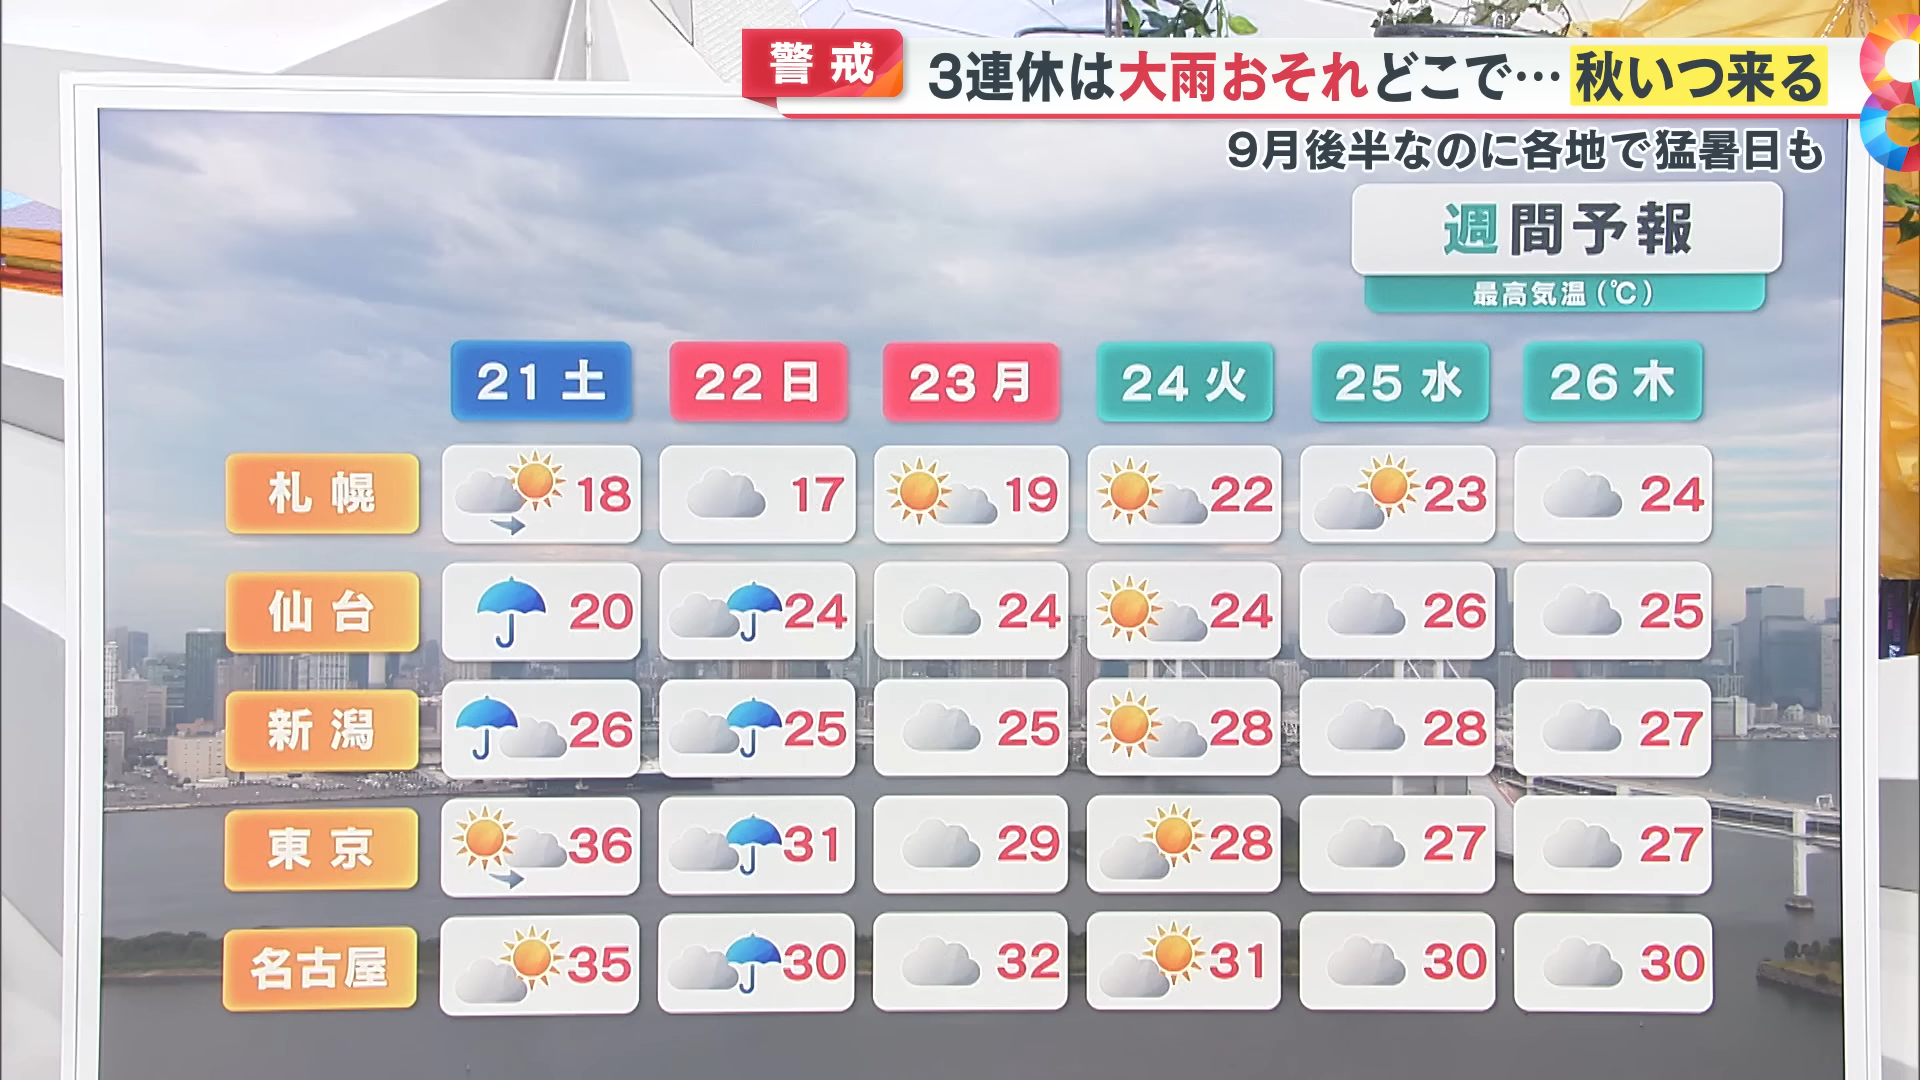 警戒
3連休は大雨おそれどこで…秋いつ来る
9月後半なのに各地で猛暑日も
週間予報
最高気温(℃)
21土 22日 23月 24火 25水 26木
札幌 18 17 19 22 23 24
仙台 20 24 24 24 26 25
新潟 26 25 25 28 28 27
東京 36 31 29 28 27 27
名古屋 35 30 32 31 30 30